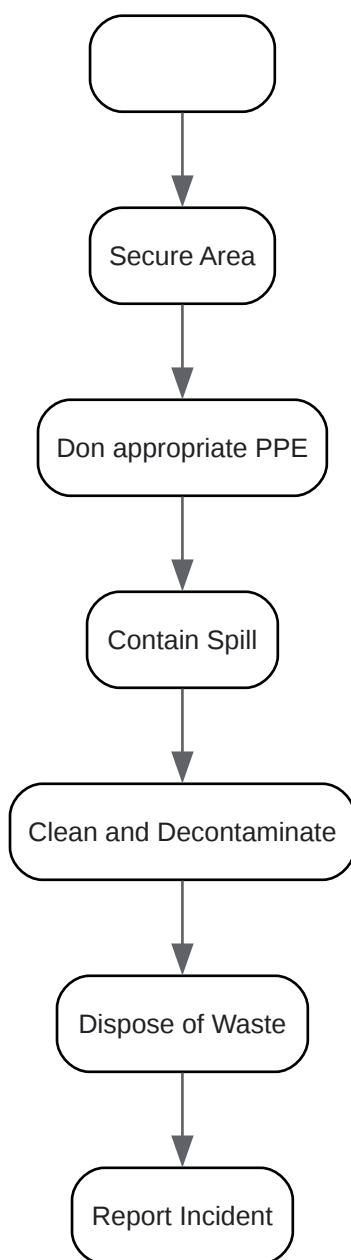 Secure Area
Don appropriate PPE
Contain Spill
Clean and Decontaminate
Dispose of Waste
Report Incident